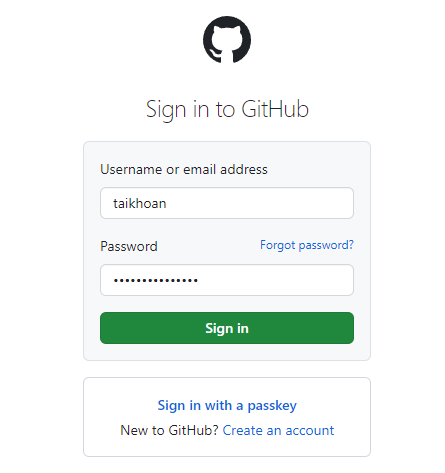 Sign in to GitHub
Username or email address
taikhoan
Password Forgot password?
•••••••••••••••
Sign in
Sign in with a passkey
New to GitHub? Create an account